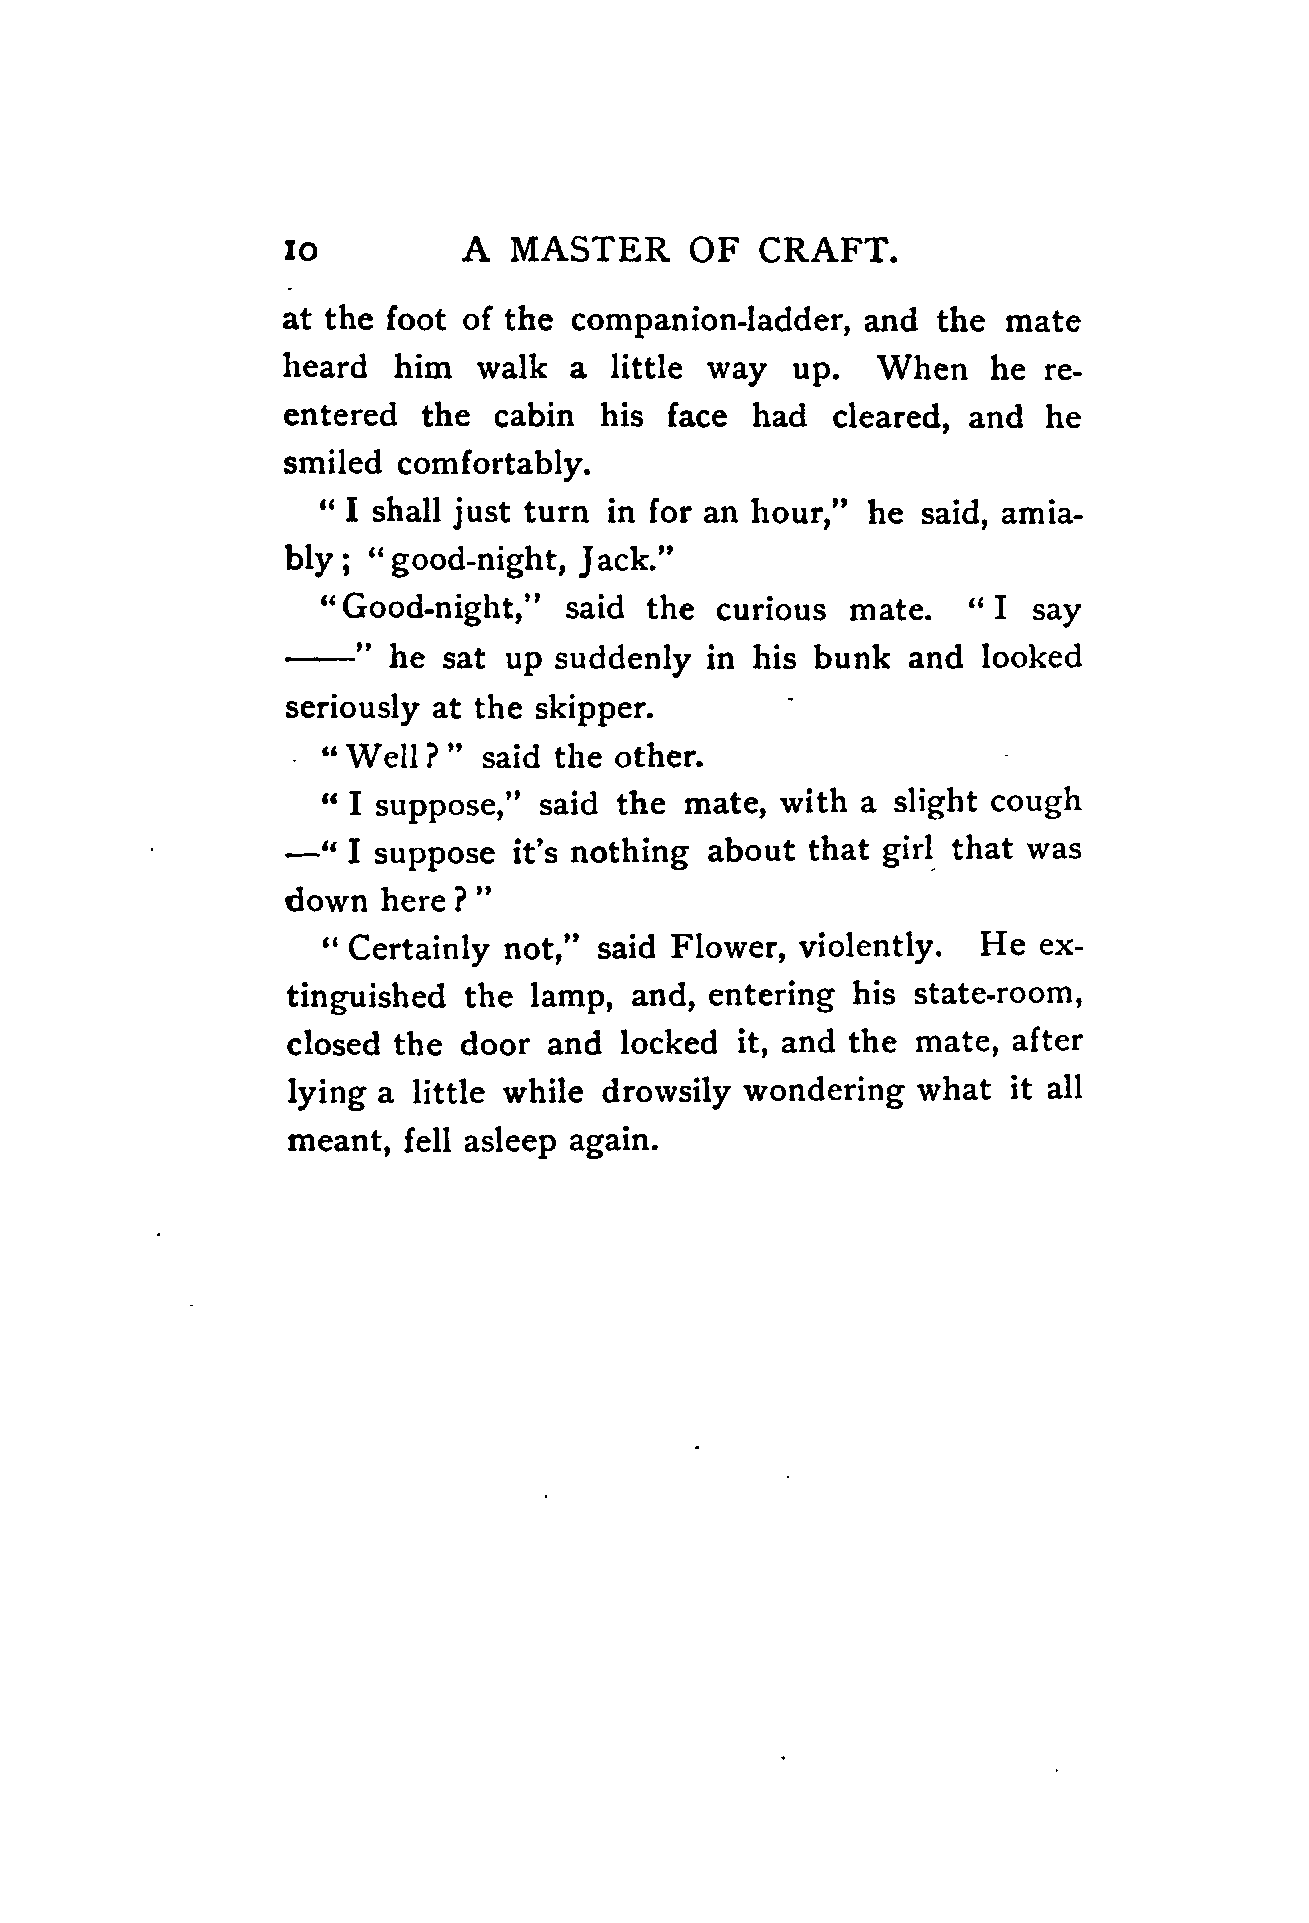 10 A MASTER OF CRAFT.
at the foot of the companion-ladder, and the mate
heard him walk a little way up. When he re-
entered the cabin his face had cleared, and he
smiled comfortably.
"I shall just turn in for an hour," he said, amia-
bly; "good-night, Jack."
"Good-night," said the curious mate. "I say
——" he sat up suddenly in his bunk and looked
seriously at the skipper.
"Well?" said the other.
"I suppose," said the mate, with a slight cough
—"I suppose it's nothing about that girl that was
down here?"
"Certainly not," said Flower, violently. He ex-
tinguished the lamp, and, entering his state-room,
closed the door and locked it, and the mate, after
lying a little while drowsily wondering what it all
meant, fell asleep again.